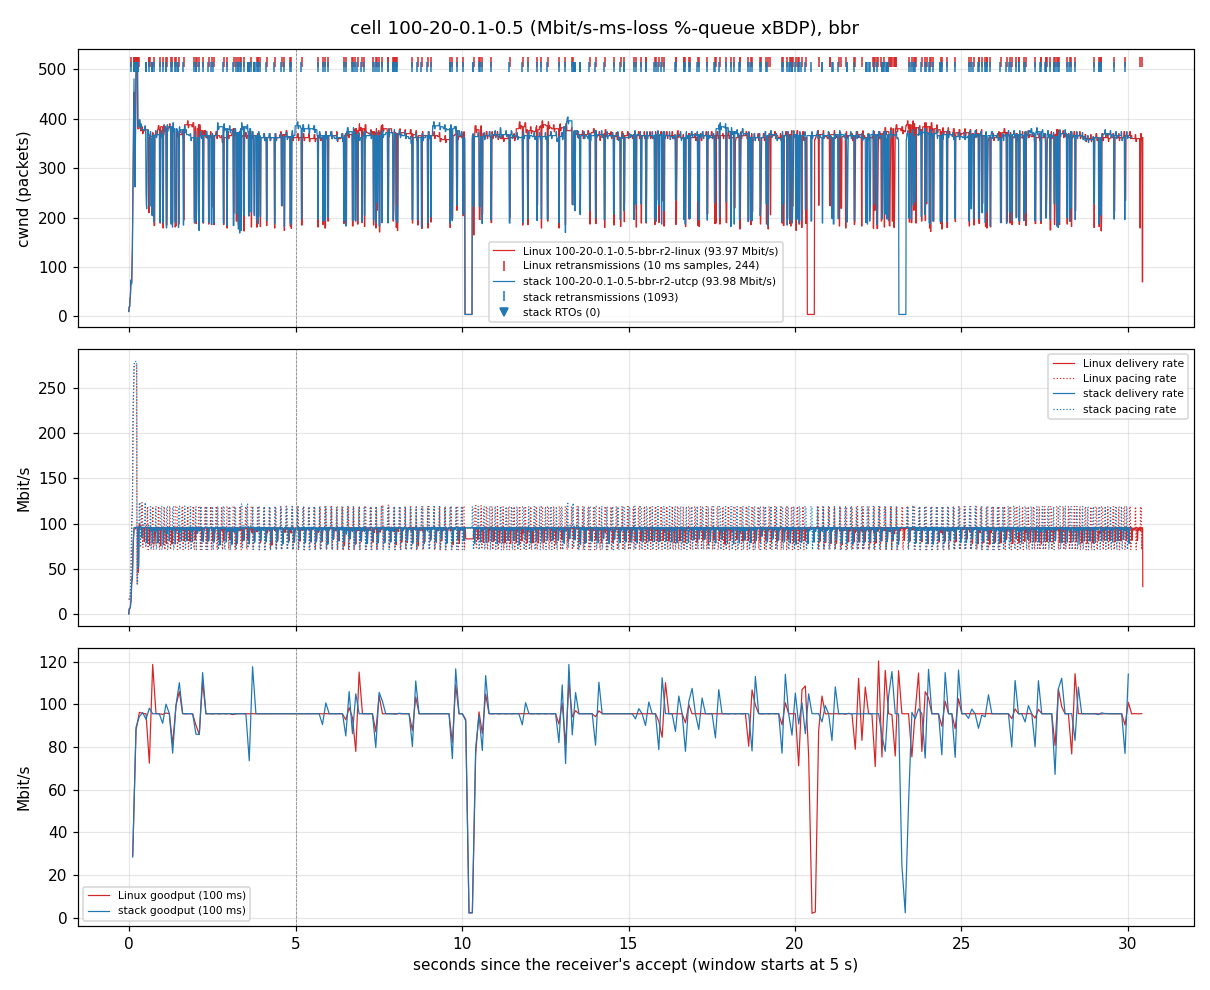 cell 100-20-0.1-0.5 (Mbit/s-ms-loss %-queue xBDP), bbr
500
400
300
200
100
0
cwnd (packets)
Linux 100-20-0.1-0.5-bbr-r2-linux (93.97 Mbit/s)
Linux retransmissions (10 ms samples, 244)
stack 100-20-0.1-0.5-bbr-r2-utcp (93.98 Mbit/s)
stack retransmissions (1093)
stack RTOs (0)
250
200
150
100
50
0
Mbit/s
Linux delivery rate
Linux pacing rate
stack delivery rate
stack pacing rate
120
100
80
60
40
20
0
Mbit/s
Linux goodput (100 ms)
stack goodput (100 ms)
0 5 10 15 20 25 30
seconds since the receiver's accept (window starts at 5 s)